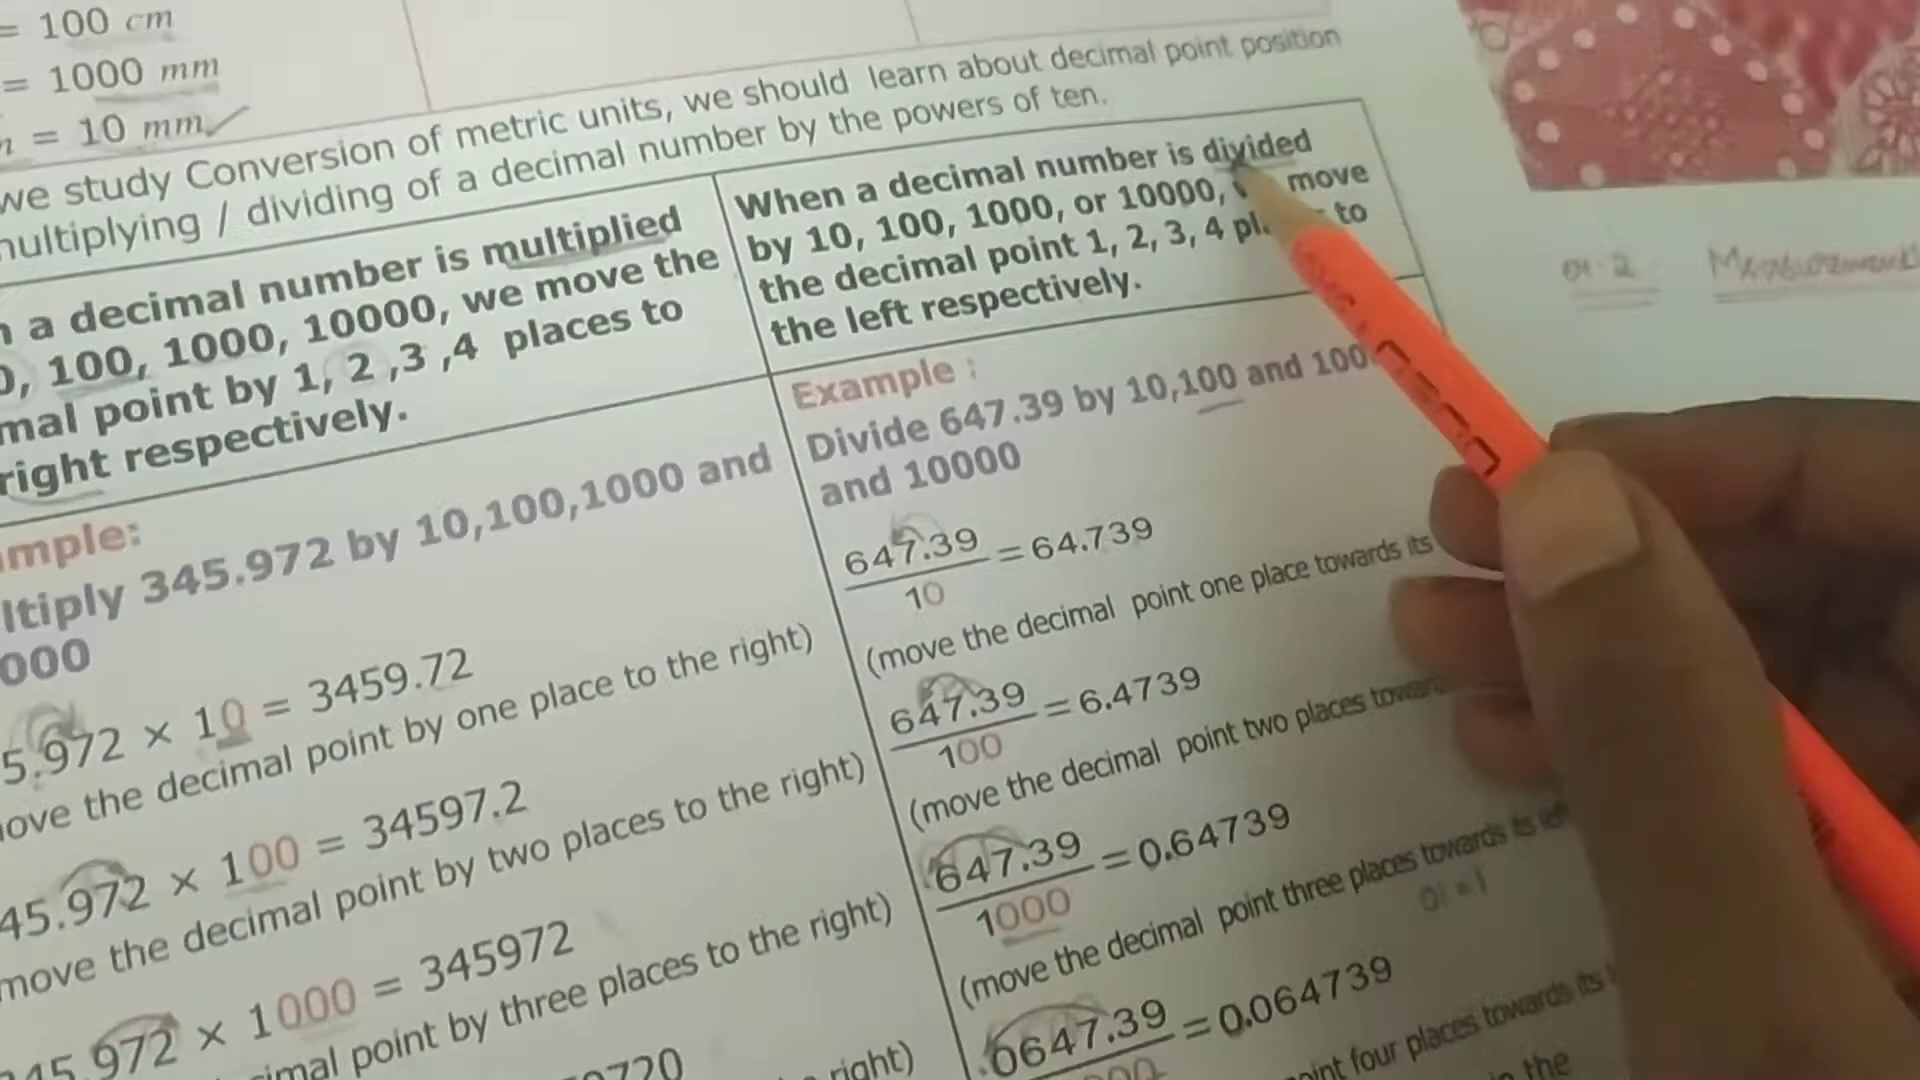 = 100 cm
= 1000 mm
= 10 mm
we study Conversion of metric units, we should learn about decimal point position
multiplying / dividing of a decimal number by the powers of ten.
a decimal number is multiplied
100, 1000, 10000, we move the
point by 1, 2 ,3 ,4 places to
right respectively.
When a decimal number is divided
by 10, 100, 1000, or 10000, move
the decimal point 1, 2, 3, 4 to
the left respectively.
345.972 by 10,100,1000 and
000
5.972 × 10 = 3459.72
the decimal point by one place to the right)
45.972 × 100 = 34597.2
move the decimal point by two places to the right)
45.972 × 1000 = 345972
point by three places to the right)
right)
Example :
Divide 647.39 by 10,100 and 100
and 10000
647.39
10
= 64.739
(move the decimal point one place towards its
647.39
100
= 6.4739
(move the decimal point two places
.647.39
1000
= 0.64739
(move the decimal point three places towards its
01 = 1
.0647.39
= 0.064739
four places towards its
the
Measurement